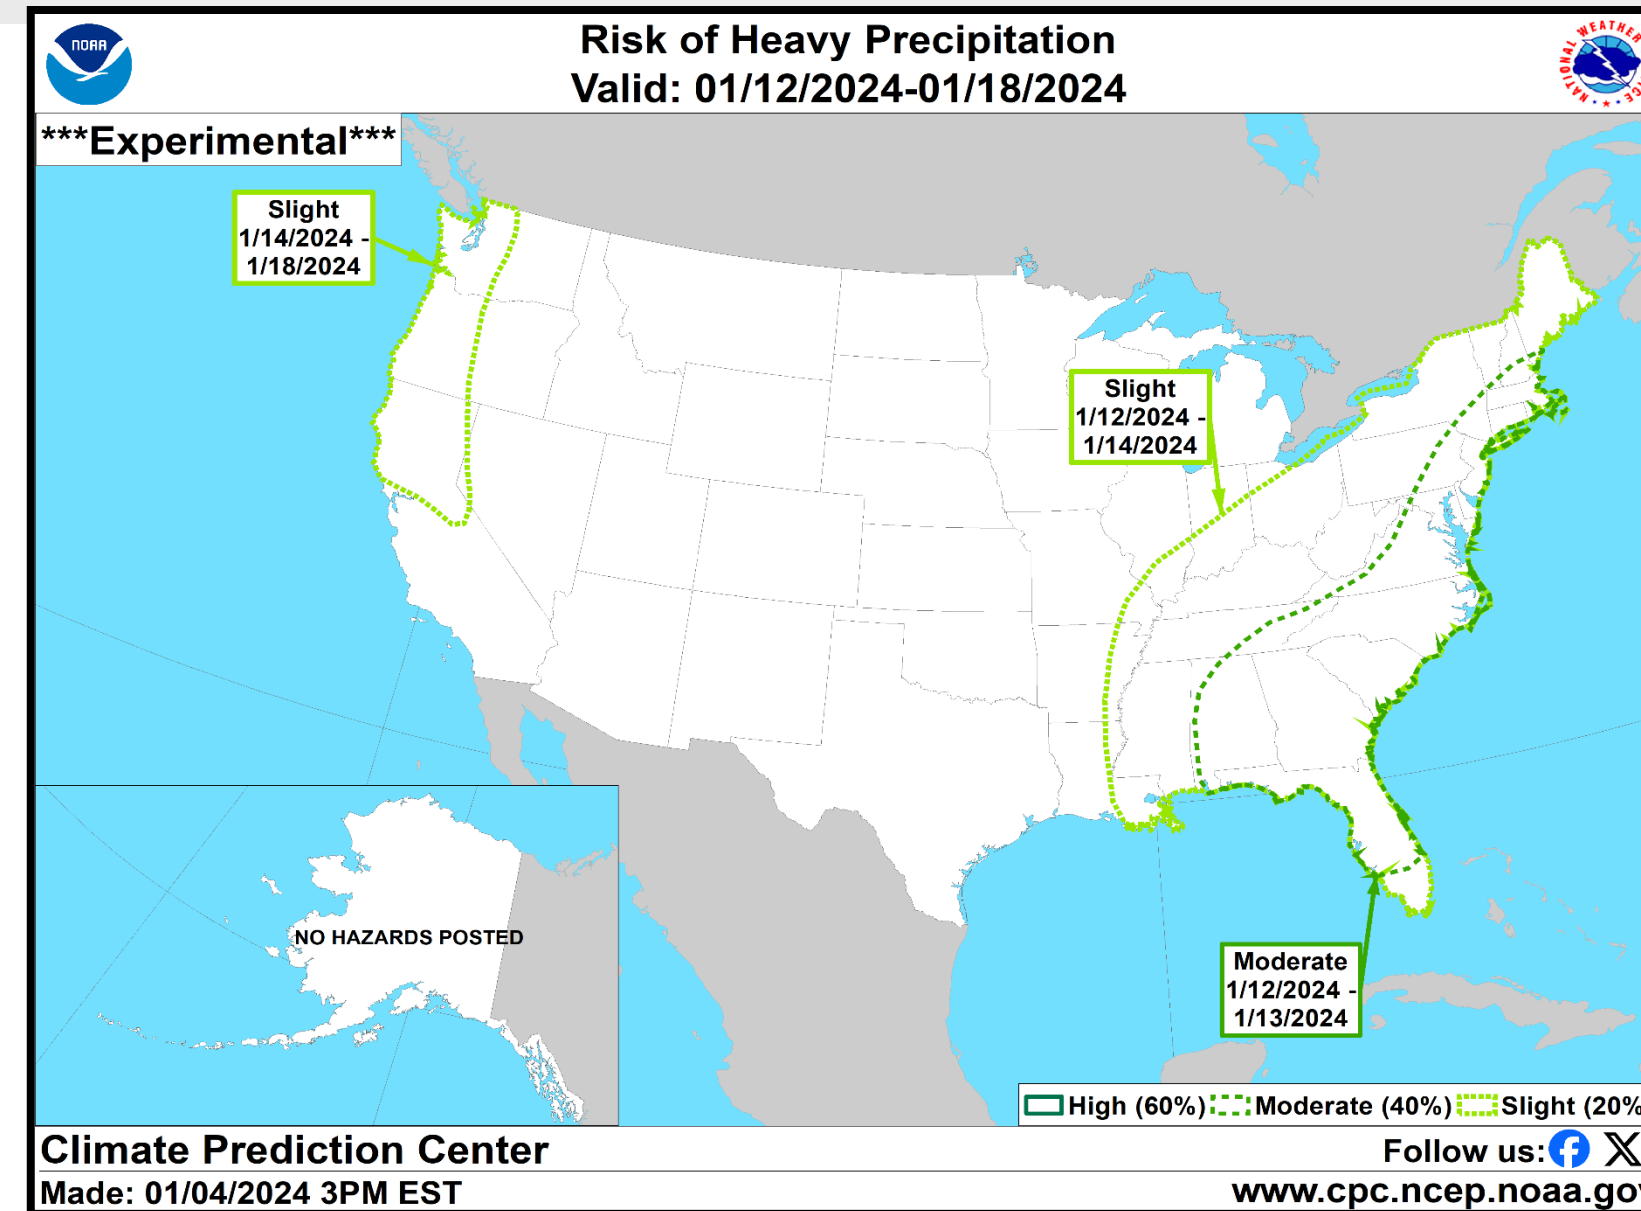 NOAA
Risk of Heavy Precipitation
Valid: 01/12/2024-01/18/2024
NATIONAL WEATHER
***Experimental***
Slight
1/14/2024 -
1/18/2024
Slight
1/12/2024 -
1/14/2024
NO HAZARDS POSTED
Moderate
1/12/2024 -
1/13/2024
High (60%) Moderate (40%) Slight (20%
Climate Prediction Center
Follow us:
Made: 01/04/2024 3PM EST
www.cpc.ncep.noaa.gov